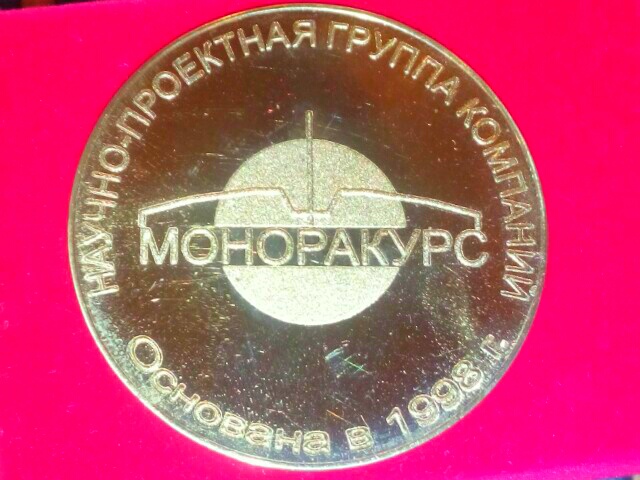 НАУЧНО-ПРОЕКТНАЯ ГРУППА КОМПАНИЙ
МОНОРАКУРС
Основана в 1998 г.